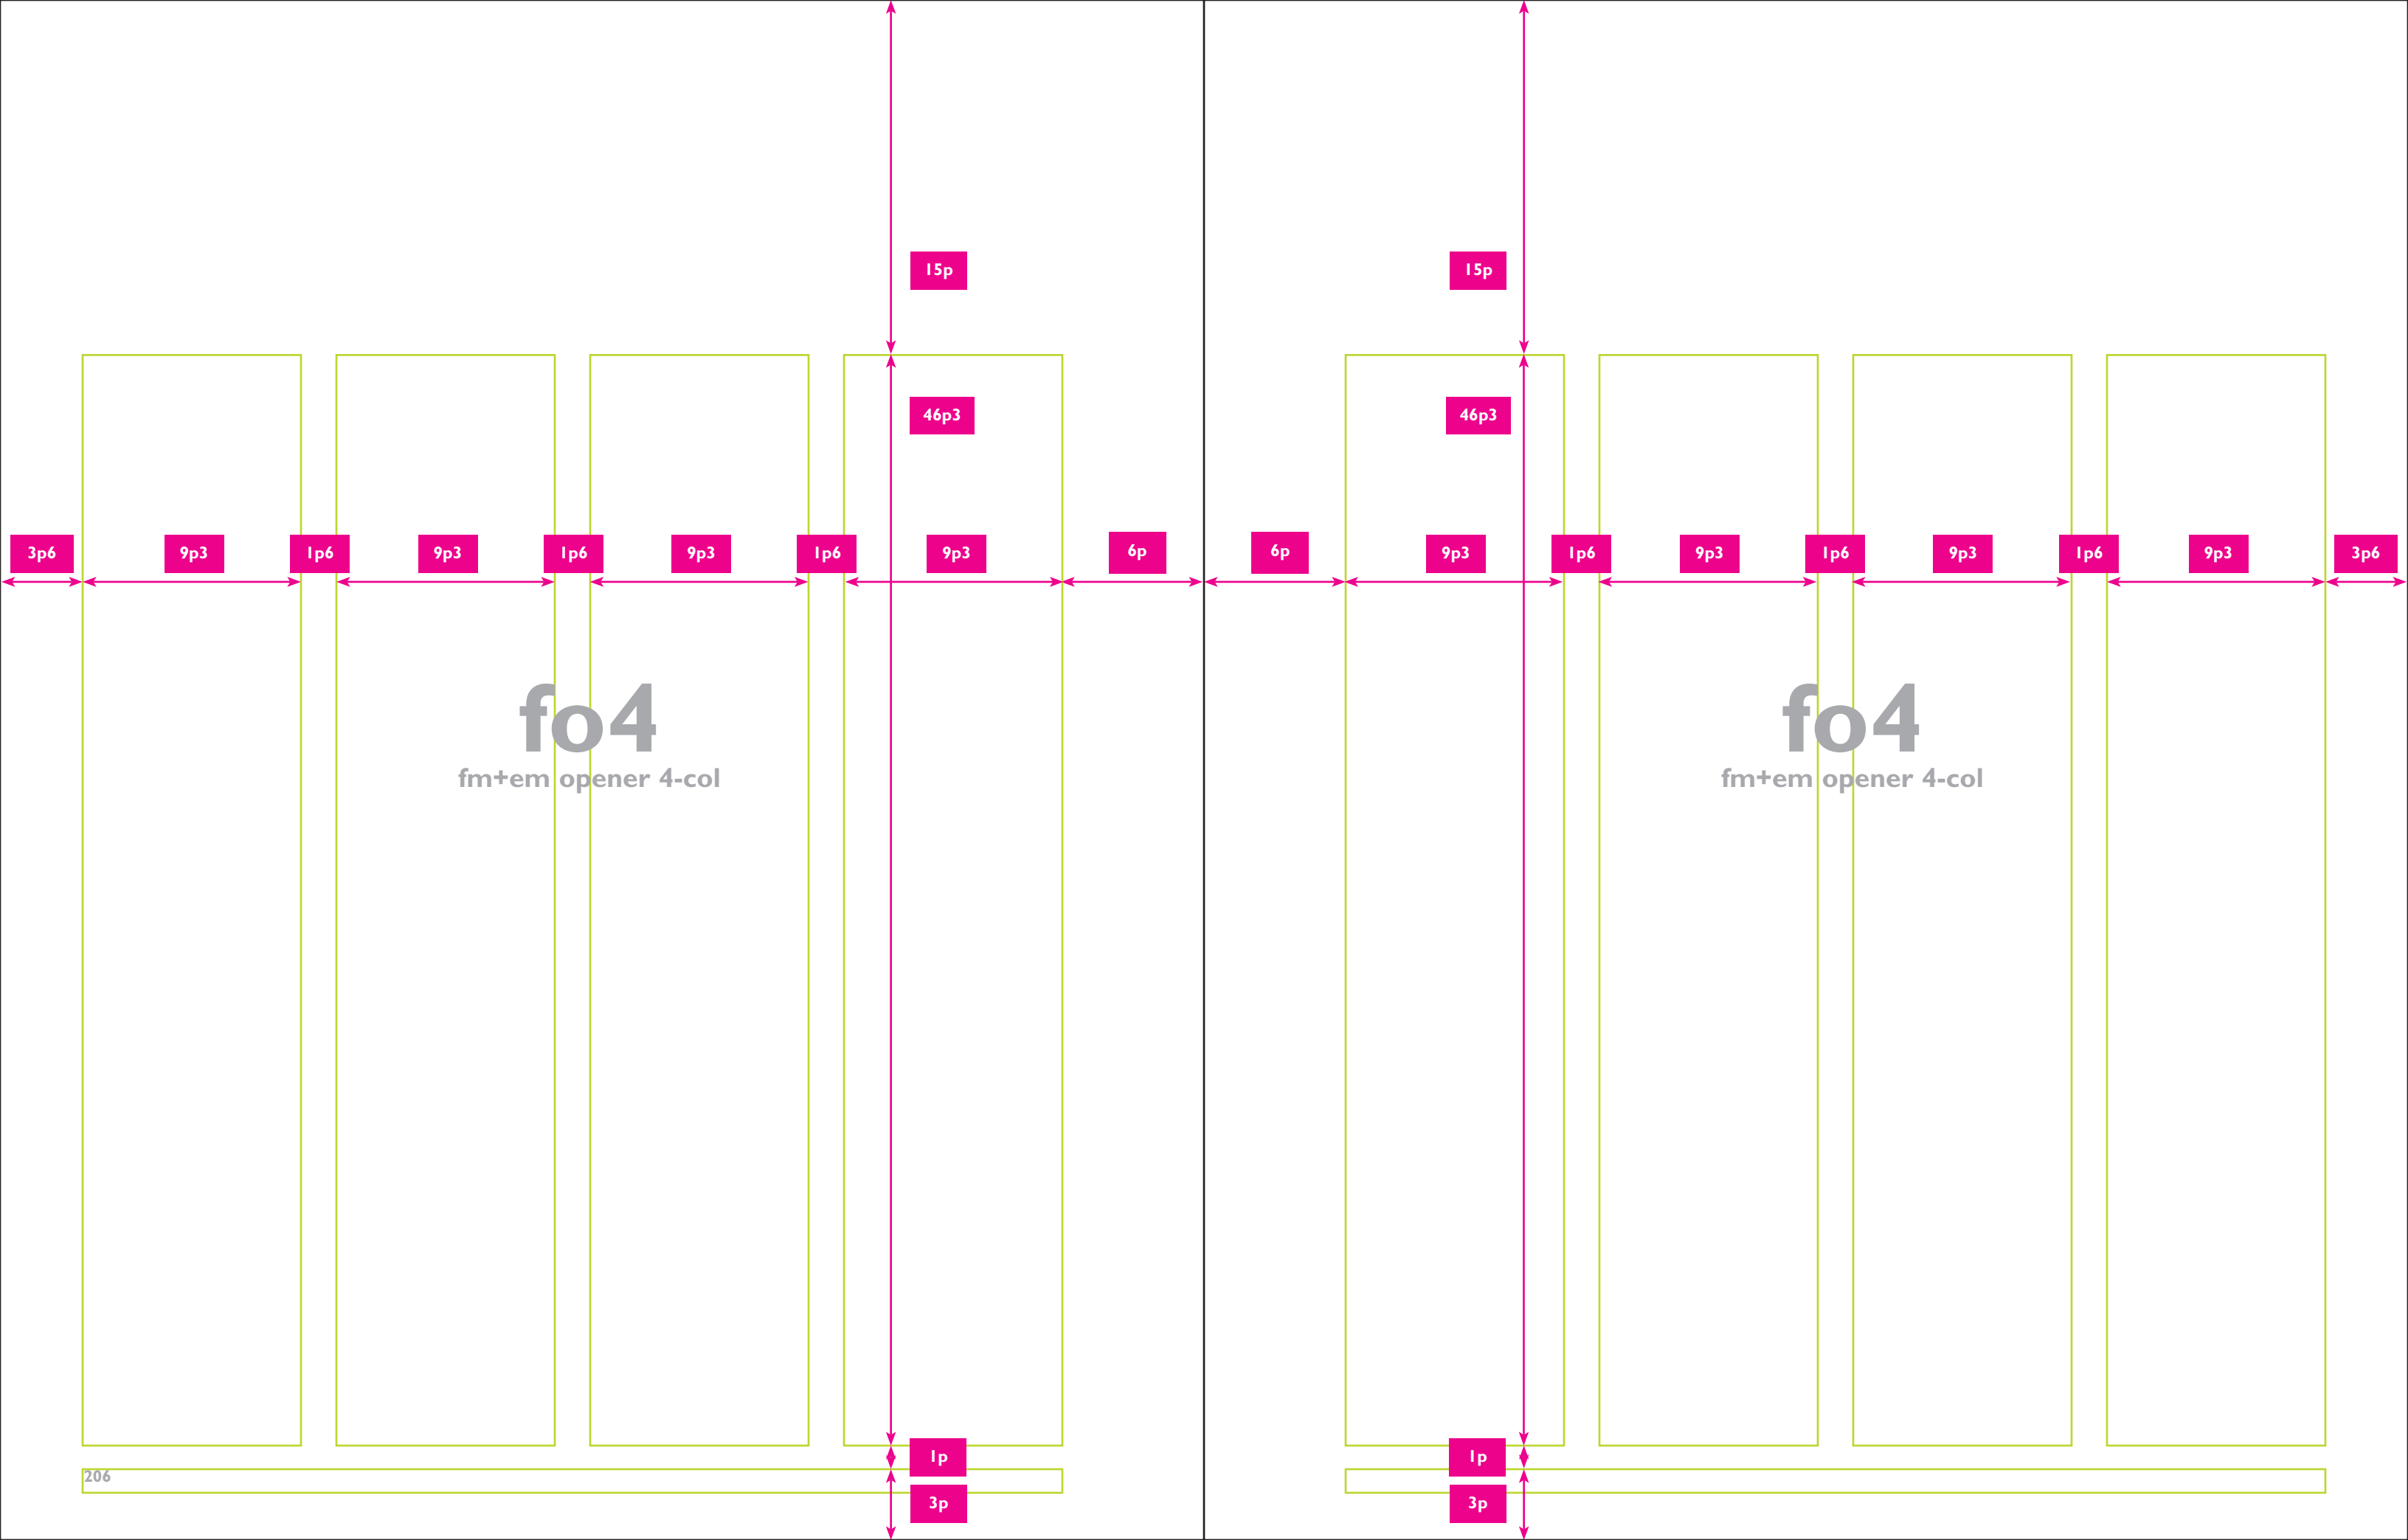 15p 15p
46p3 46p3
3p6 9p3 1p6 9p3 1p6 9p3 1p6 9p3 6p 6p 9p3 1p6 9p3 1p6 9p3 1p6 9p3 3p6
fo4 fo4
fm+em opener 4-col fm+em opener 4-col
1p 1p
206
3p 3p